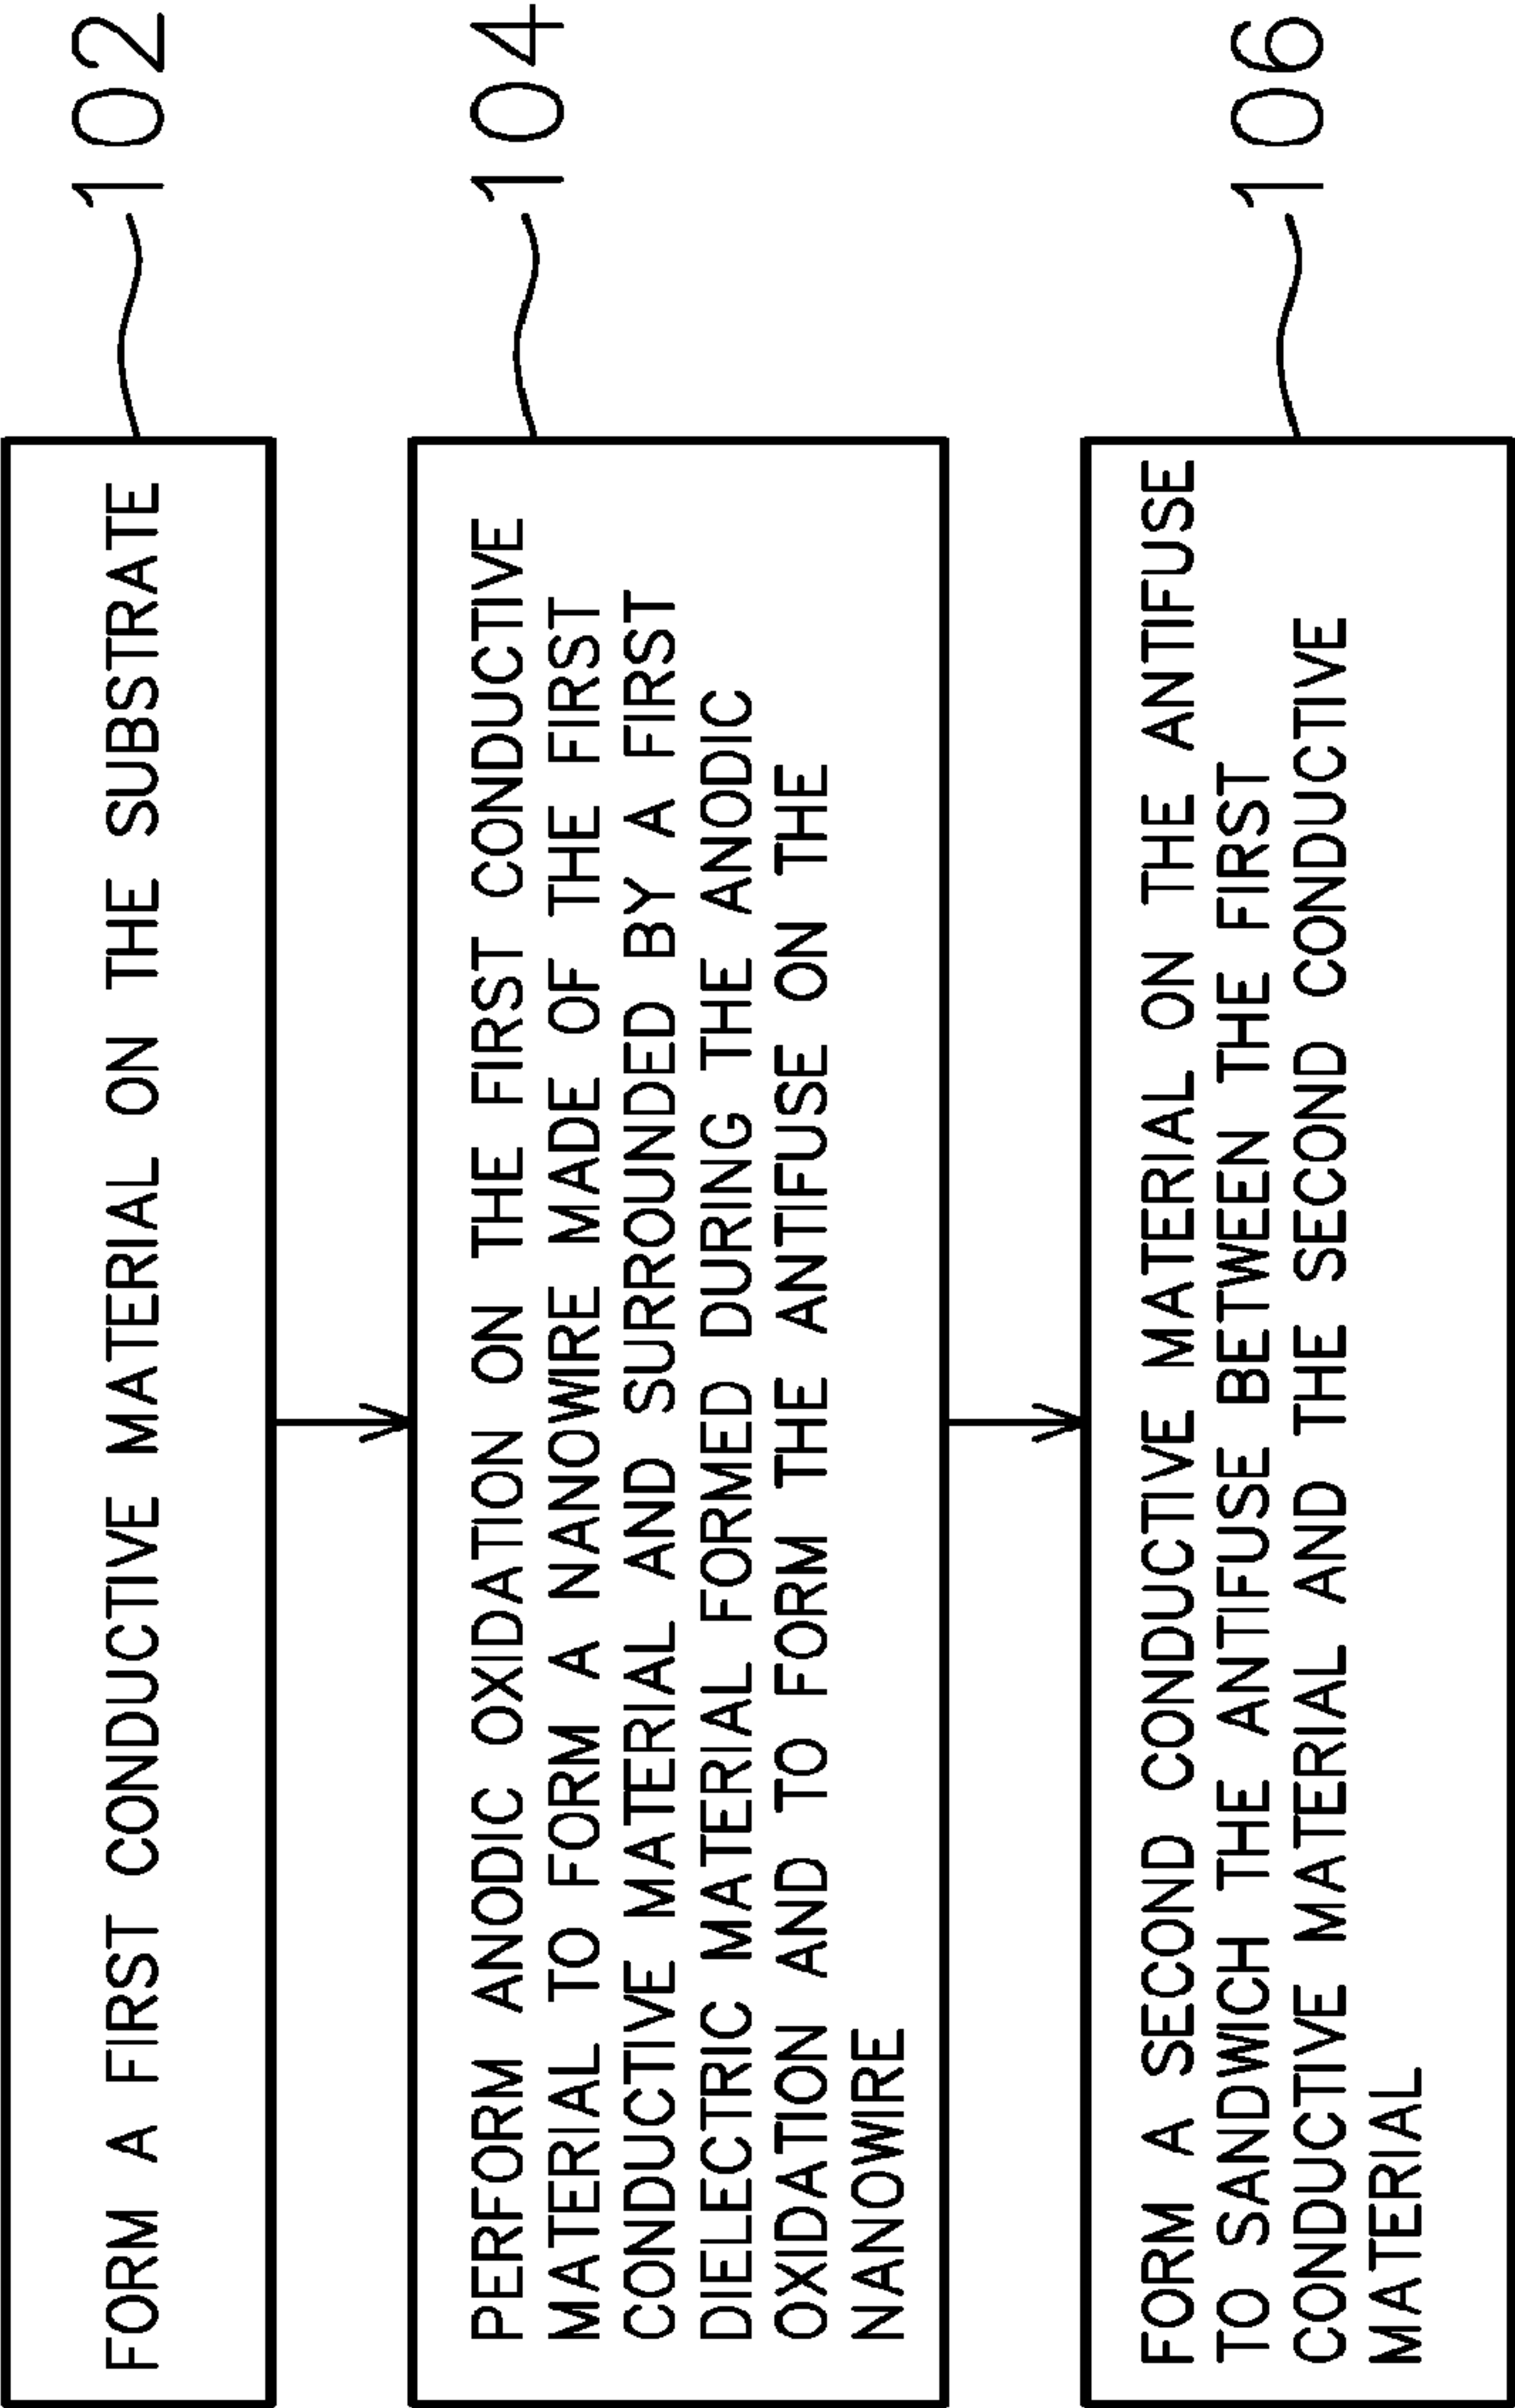 FORM A FIRST CONDUCTIVE MATERIAL ON THE SUBSTRATE
102
PERFORM ANODIC OXIDATION ON THE FIRST CONDUCTIVE
MATERIAL TO FORM A NANOWIRE MADE OF THE FIRST
CONDUCTIVE MATERIAL AND SURROUNDED BY A FIRST
DIELECTRIC MATERIAL FORMED DURING THE ANODIC
OXIDATION AND TO FORM THE ANTIFUSE ON THE
NANOWIRE
104
FORM A SECOND CONDUCTIVE MATERIAL ON THE ANTIFUSE
TO SANDWICH THE ANTIFUSE BETWEEN THE FIRST
CONDUCTIVE MATERIAL AND THE SECOND CONDUCTIVE
MATERIAL
106